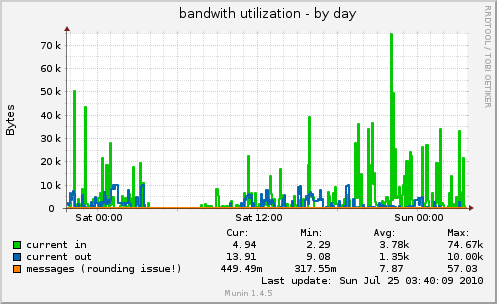 bandwith utilization - by day
RRDTOOL / TOBI OETIKER
Bytes
70 k
60 k
50 k
40 k
30 k
20 k
10 k
0
Sat 00:00 Sat 12:00 Sun 00:00
Cur: Min: Avg: Max:
current in 4.94 2.29 3.78k 74.67k
current out 13.91 9.08 1.35k 10.00k
messages (rounding issue!) 449.49m 317.55m 7.87 57.03
Last update: Sun Jul 25 03:40:09 2010
Munin 1.4.5